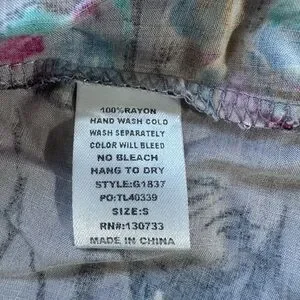 100%RAYON
HAND WASH COLD
WASH SEPARATELY
COLOR WILL BLEED
NO BLEACH
HANG TO DRY
STYLE:G1837
PO:TL40339
SIZE:S
RN#:130733
MADE IN CHINA